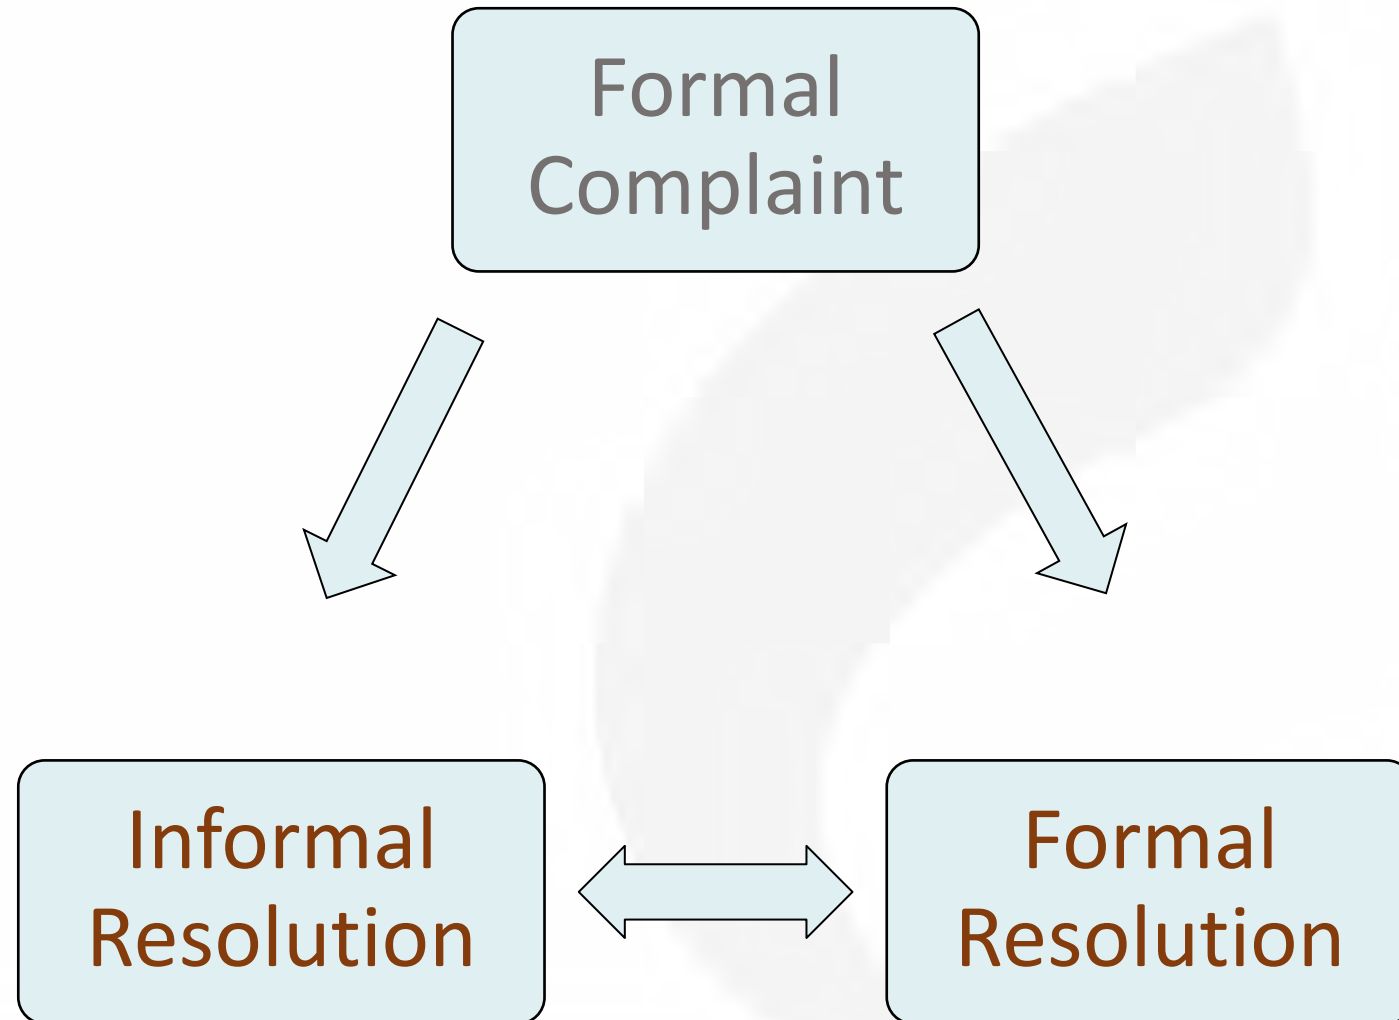 Formal
Complaint
Informal
Resolution
Formal
Resolution